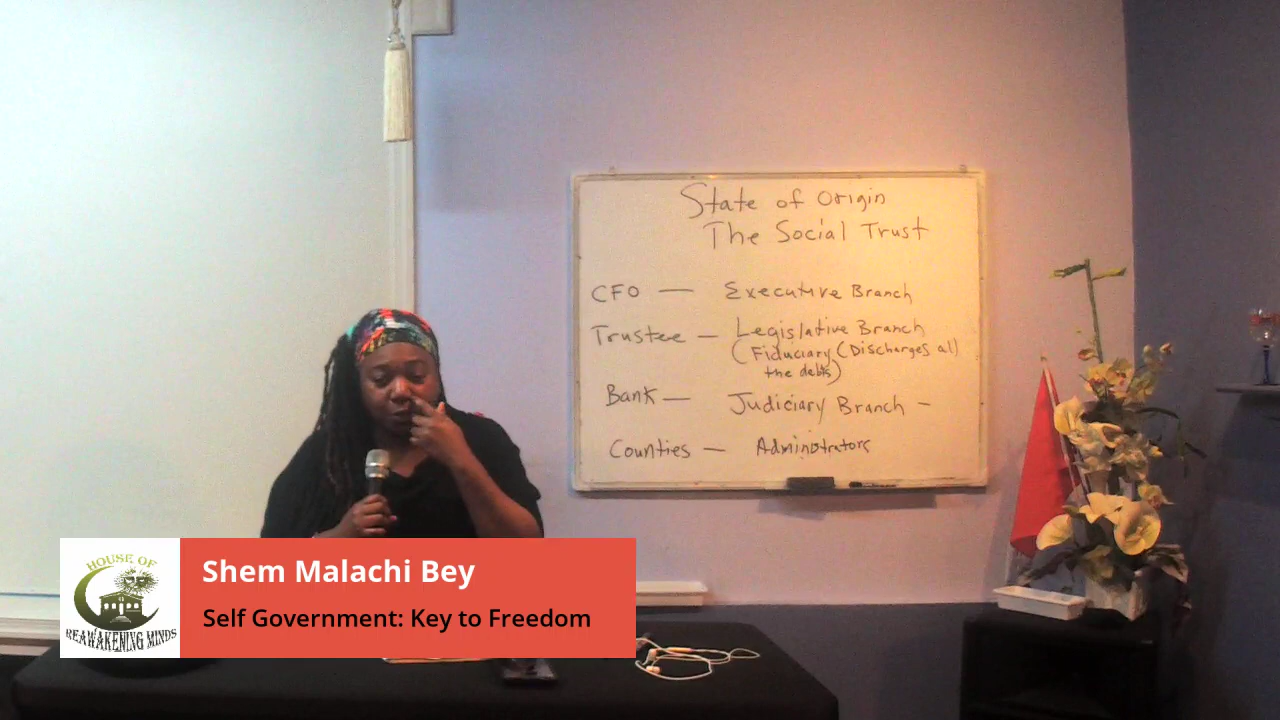 State of Origin
The Social Trust
CFO — Executive Branch
Trustee — Legislative Branch
(Fiduciary (Discharges all
the debts)
Bank — Judiciary Branch –
Counties — Administrators
HOUSE OF
REAWAKENING MINDS
Shem Malachi Bey
Self Government: Key to Freedom